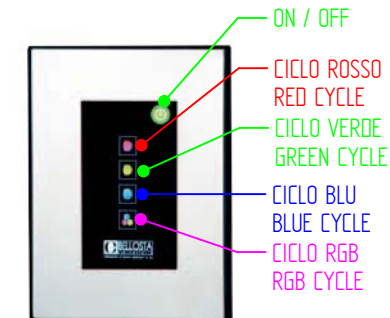 ON / OFF
CICLO ROSSO
RED CYCLE
CICLO VERDE
GREEN CYCLE
CICLO BLU
BLUE CYCLE
CICLO RGB
RGB CYCLE
BELLOSTA